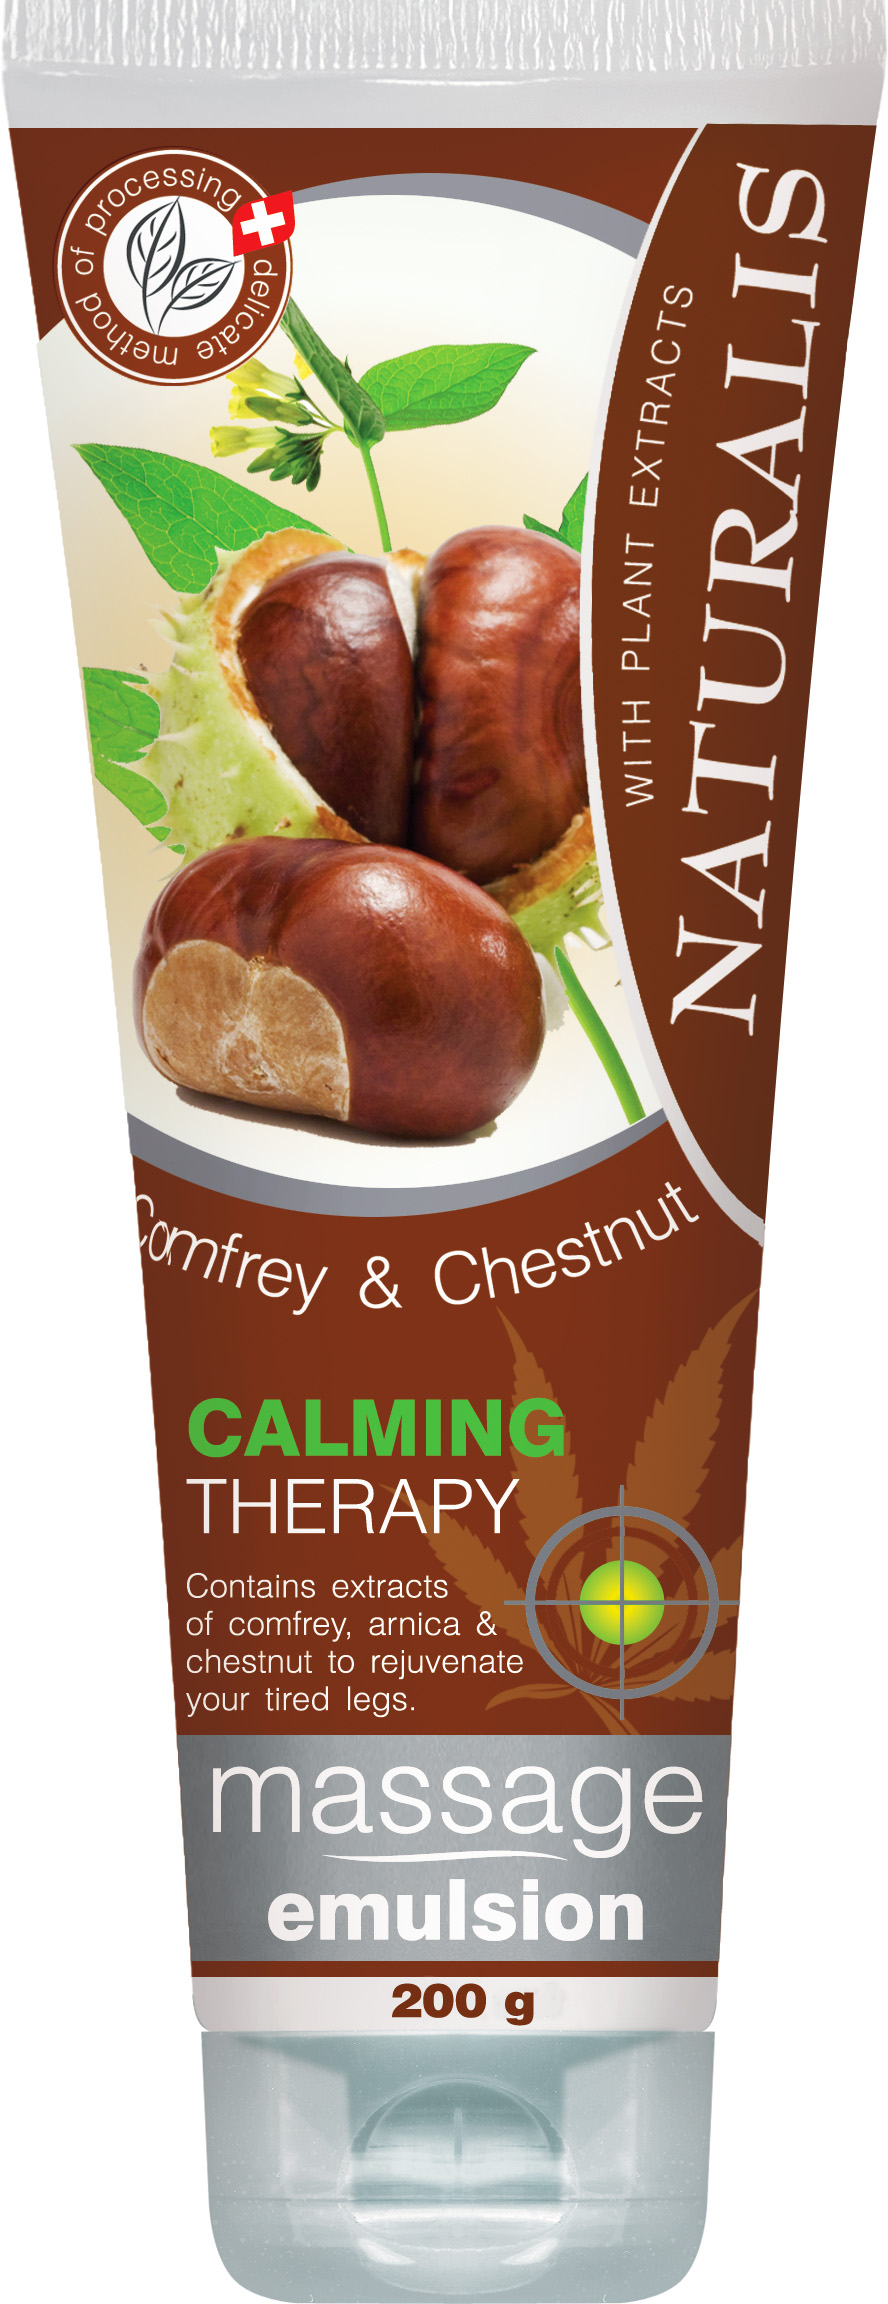 delicate method of processing
WITH PLANT EXTRACTS
NATURALIS
Comfrey & Chestnut
CALMING
THERAPY
Contains extracts
of comfrey, arnica &
chestnut to rejuvenate
your tired legs.
massage
emulsion
200 g